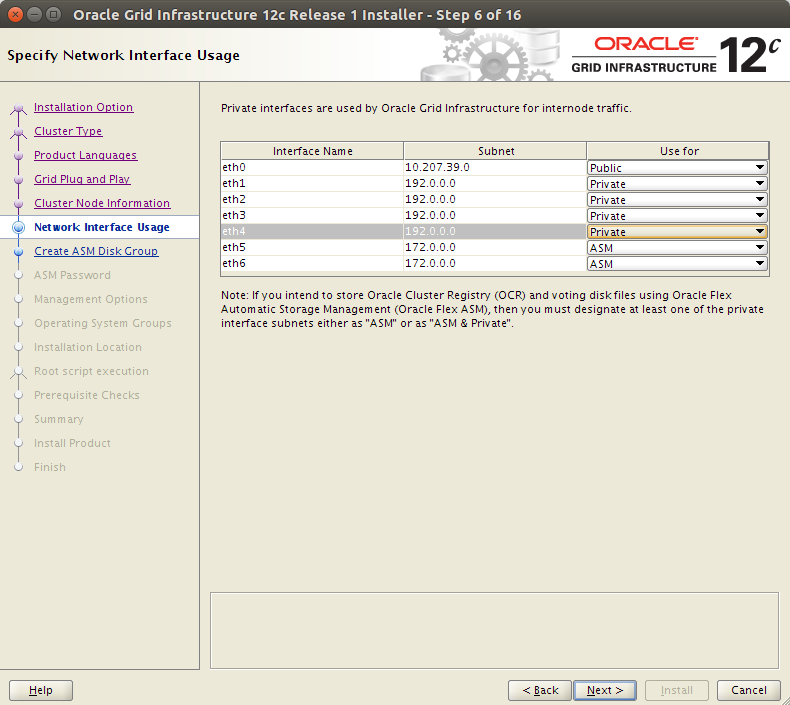 Oracle Grid Infrastructure 12c Release 1 Installer - Step 6 of 16
Specify Network Interface Usage
ORACLE
GRID INFRASTRUCTURE 12c
Installation Option
Cluster Type
Product Languages
Grid Plug and Play
Cluster Node Information
Network Interface Usage
Create ASM Disk Group
ASM Password
Management Options
Operating System Groups
Installation Location
Root script execution
Prerequisite Checks
Summary
Install Product
Finish
Private interfaces are used by Oracle Grid Infrastructure for internode traffic.
Interface Name Subnet Use for
eth0 10.207.39.0 Public
eth1 192.0.0.0 Private
eth2 192.0.0.0 Private
eth3 192.0.0.0 Private
eth4 192.0.0.0 Private
eth5 172.0.0.0 ASM
eth6 172.0.0.0 ASM
Note: If you intend to store Oracle Cluster Registry (OCR) and voting disk files using Oracle Flex
Automatic Storage Management (Oracle Flex ASM), then you must designate at least one of the private
interface subnets either as "ASM" or as "ASM & Private".
Help < Back Next > Install Cancel